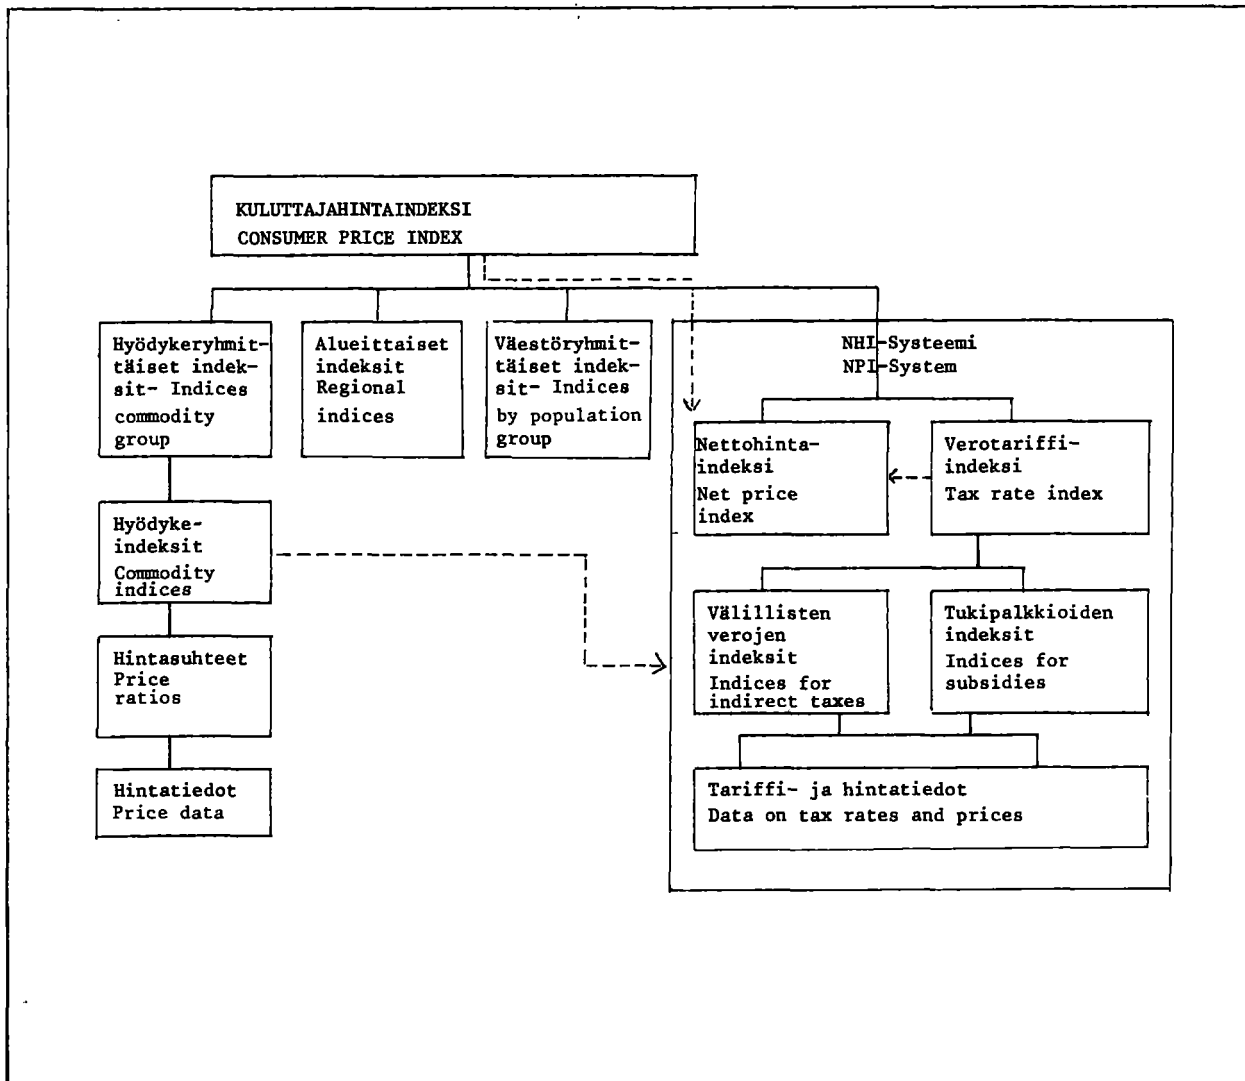 KULUTTAJAHINTAINDEKSI
CONSUMER PRICE INDEX
Hyödykeryhmit-
täiset indek-
sit- Indices
commodity
group
Alueittaiset
indeksit
Regional
indices
Väestöryhmit-
täiset indek-
sit- Indices
by population
group
NHI-Systeemi
NPI-System
Nettohinta-
indeksi
Net price
index
Verotariffi-
indeksi
Tax rate index
Hyödyke-
indeksit
Commodity
indices
Välillisten
verojen
indeksit
Indices for
indirect taxes
Tukipalkkioiden
indeksit
Indices for
subsidies
Hintasuhteet
Price
ratios
Hintatiedot
Price data
Tariffi- ja hintatiedot
Data on tax rates and prices